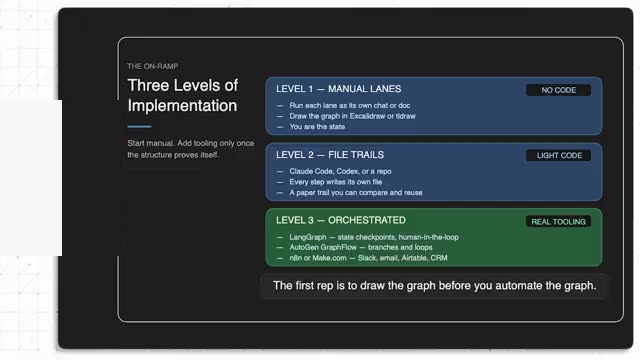 THE ON-RAMP
Three Levels of
Implementation
Start manual. Add tooling only once
the structure proves itself.
LEVEL 1 — MANUAL LANES
NO CODE
— Run each lane as its own chat or doc
— Draw the graph in Excalidraw or tldraw
— You are the state
LEVEL 2 — FILE TRAILS
LIGHT CODE
— Claude Code, Codex, or a repo
— Every step writes its own file
— A paper trail you can compare and reuse
LEVEL 3 — ORCHESTRATED
REAL TOOLING
— LangGraph — state checkpoints, human-in-the-loop
— AutoGen GraphFlow — branches and loops
— n8n or Make.com — Slack, email, Airtable, CRM
The first rep is to draw the graph before you automate the graph.